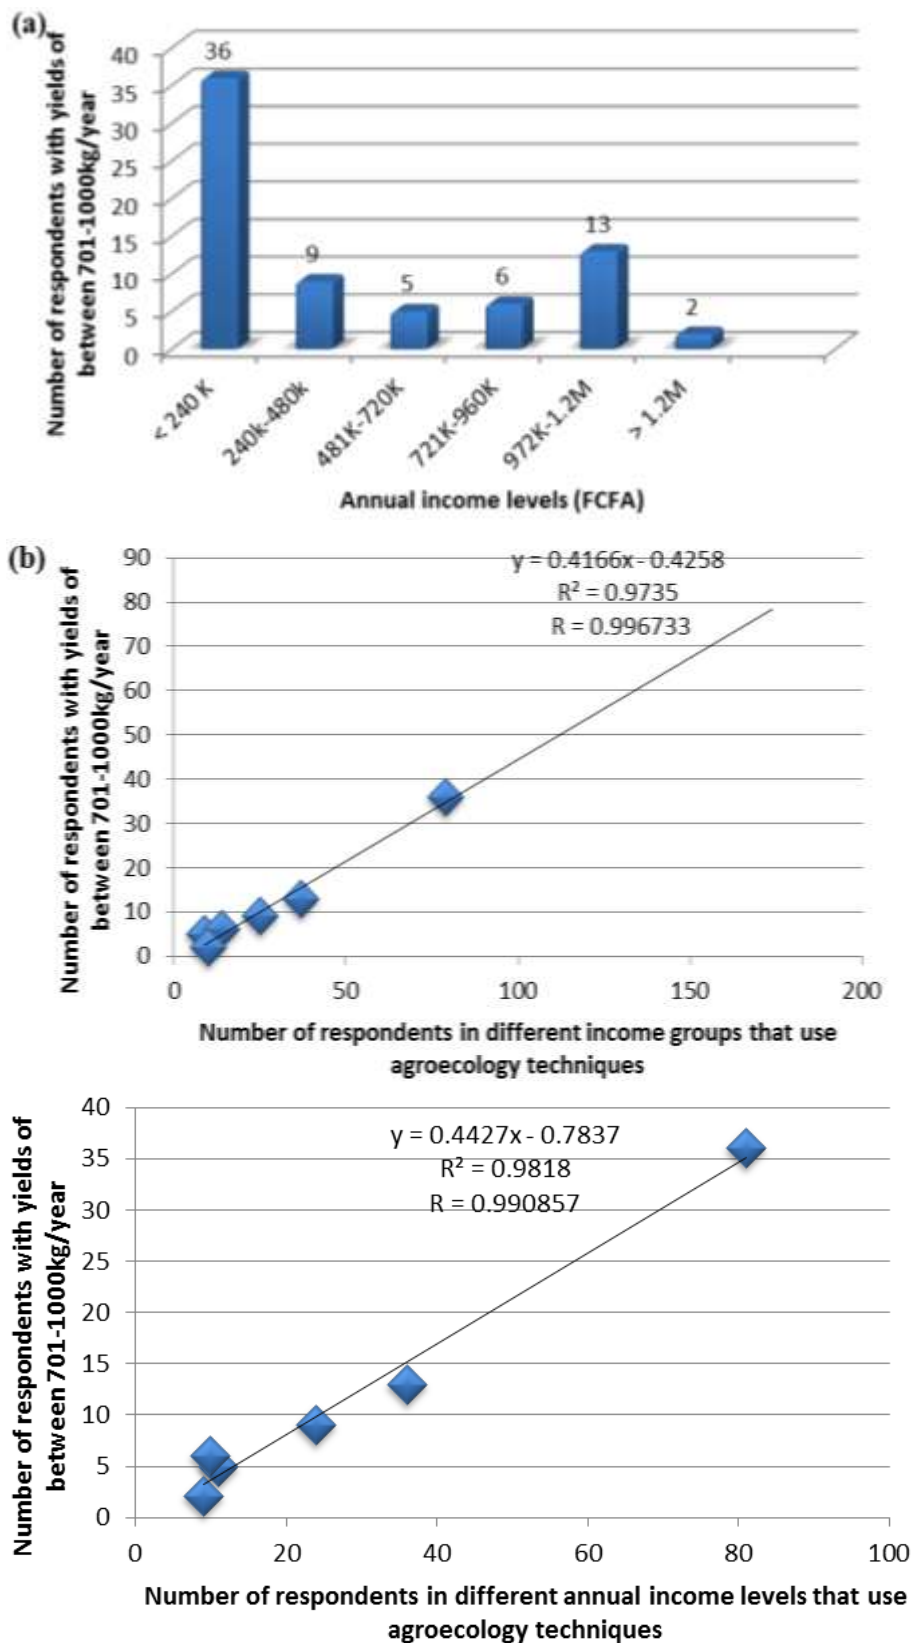 (a)
Number of respondents with yields of
between 701-1000kg/year
40
35
30
25
20
15
10
5
0
36
9
5
6
13
2
< 240 K
240k-480k
481K-720K
721K-960K
972K-1.2M
> 1.2M
Annual income levels (FCFA)
(b)
Number of respondents with yields of
between 701-1000kg/year
90
80
70
60
50
40
30
20
10
0
y = 0.4166x - 0.4258
R² = 0.9735
R = 0.996733
0 50 100 150 200
Number of respondents in different income groups that use
agroecology techniques
Number of respondents with yields of
between 701-1000kg/year
40
35
30
25
20
15
10
5
0
y = 0.4427x - 0.7837
R² = 0.9818
R = 0.990857
0 20 40 60 80 100
Number of respondents in different annual income levels that use
agroecology techniques